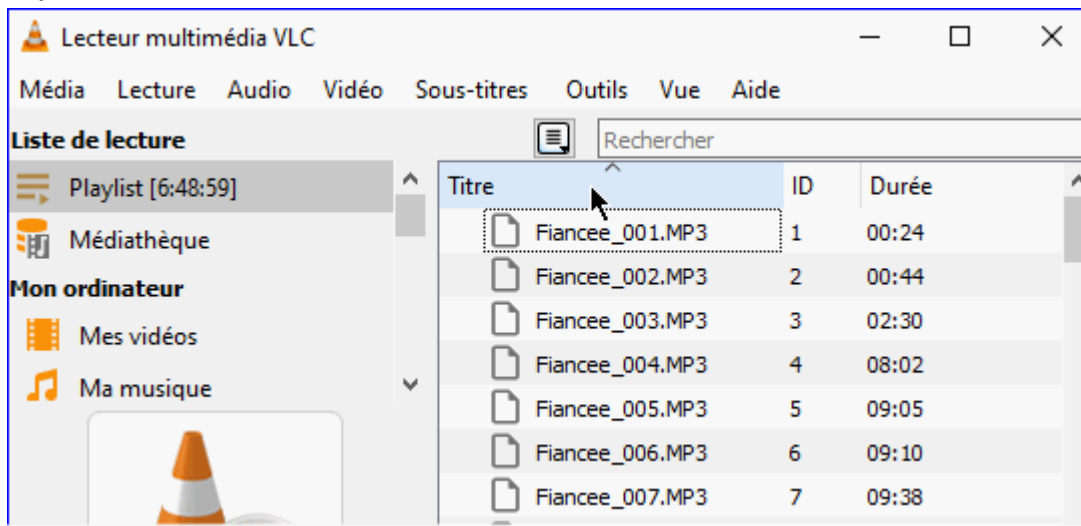 Lecteur multimédia VLC
Média Lecture Audio Vidéo Sous-titres Outils Vue Aide
Liste de lecture
Rechercher
Playlist [6:48:59]
Médiathèque
Mon ordinateur
Mes vidéos
Ma musique
Titre ID Durée
Fiancee_001.MP3 1 00:24
Fiancee_002.MP3 2 00:44
Fiancee_003.MP3 3 02:30
Fiancee_004.MP3 4 08:02
Fiancee_005.MP3 5 09:05
Fiancee_006.MP3 6 09:10
Fiancee_007.MP3 7 09:38